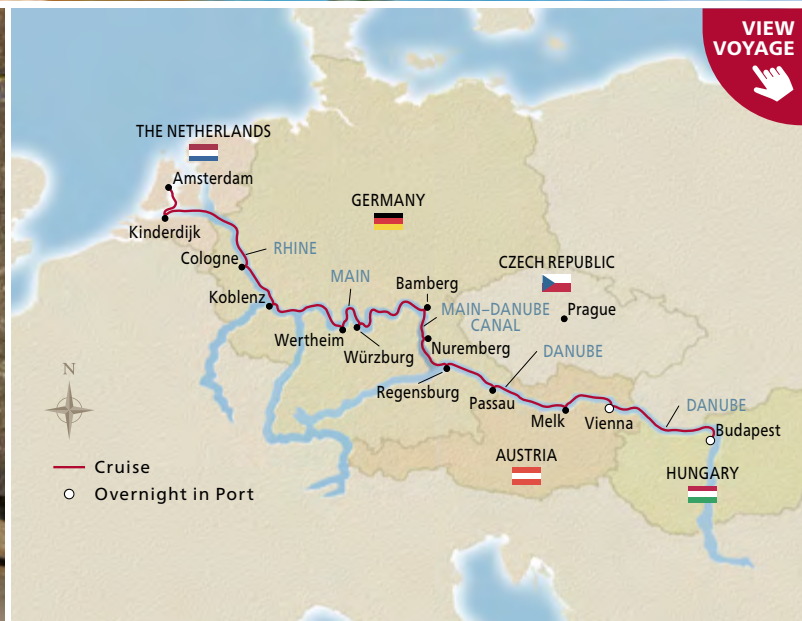 VIEW
VOYAGE
THE NETHERLANDS
Amsterdam
Kinderdijk
GERMANY
Cologne
RHINE
Koblenz
MAIN
Wertheim
Würzburg
Bamberg
MAIN–DANUBE
CANAL
Nuremberg
CZECH REPUBLIC
Prague
DANUBE
Regensburg
Passau
Melk
Vienna
DANUBE
Budapest
AUSTRIA
HUNGARY
N
Cruise
Overnight in Port